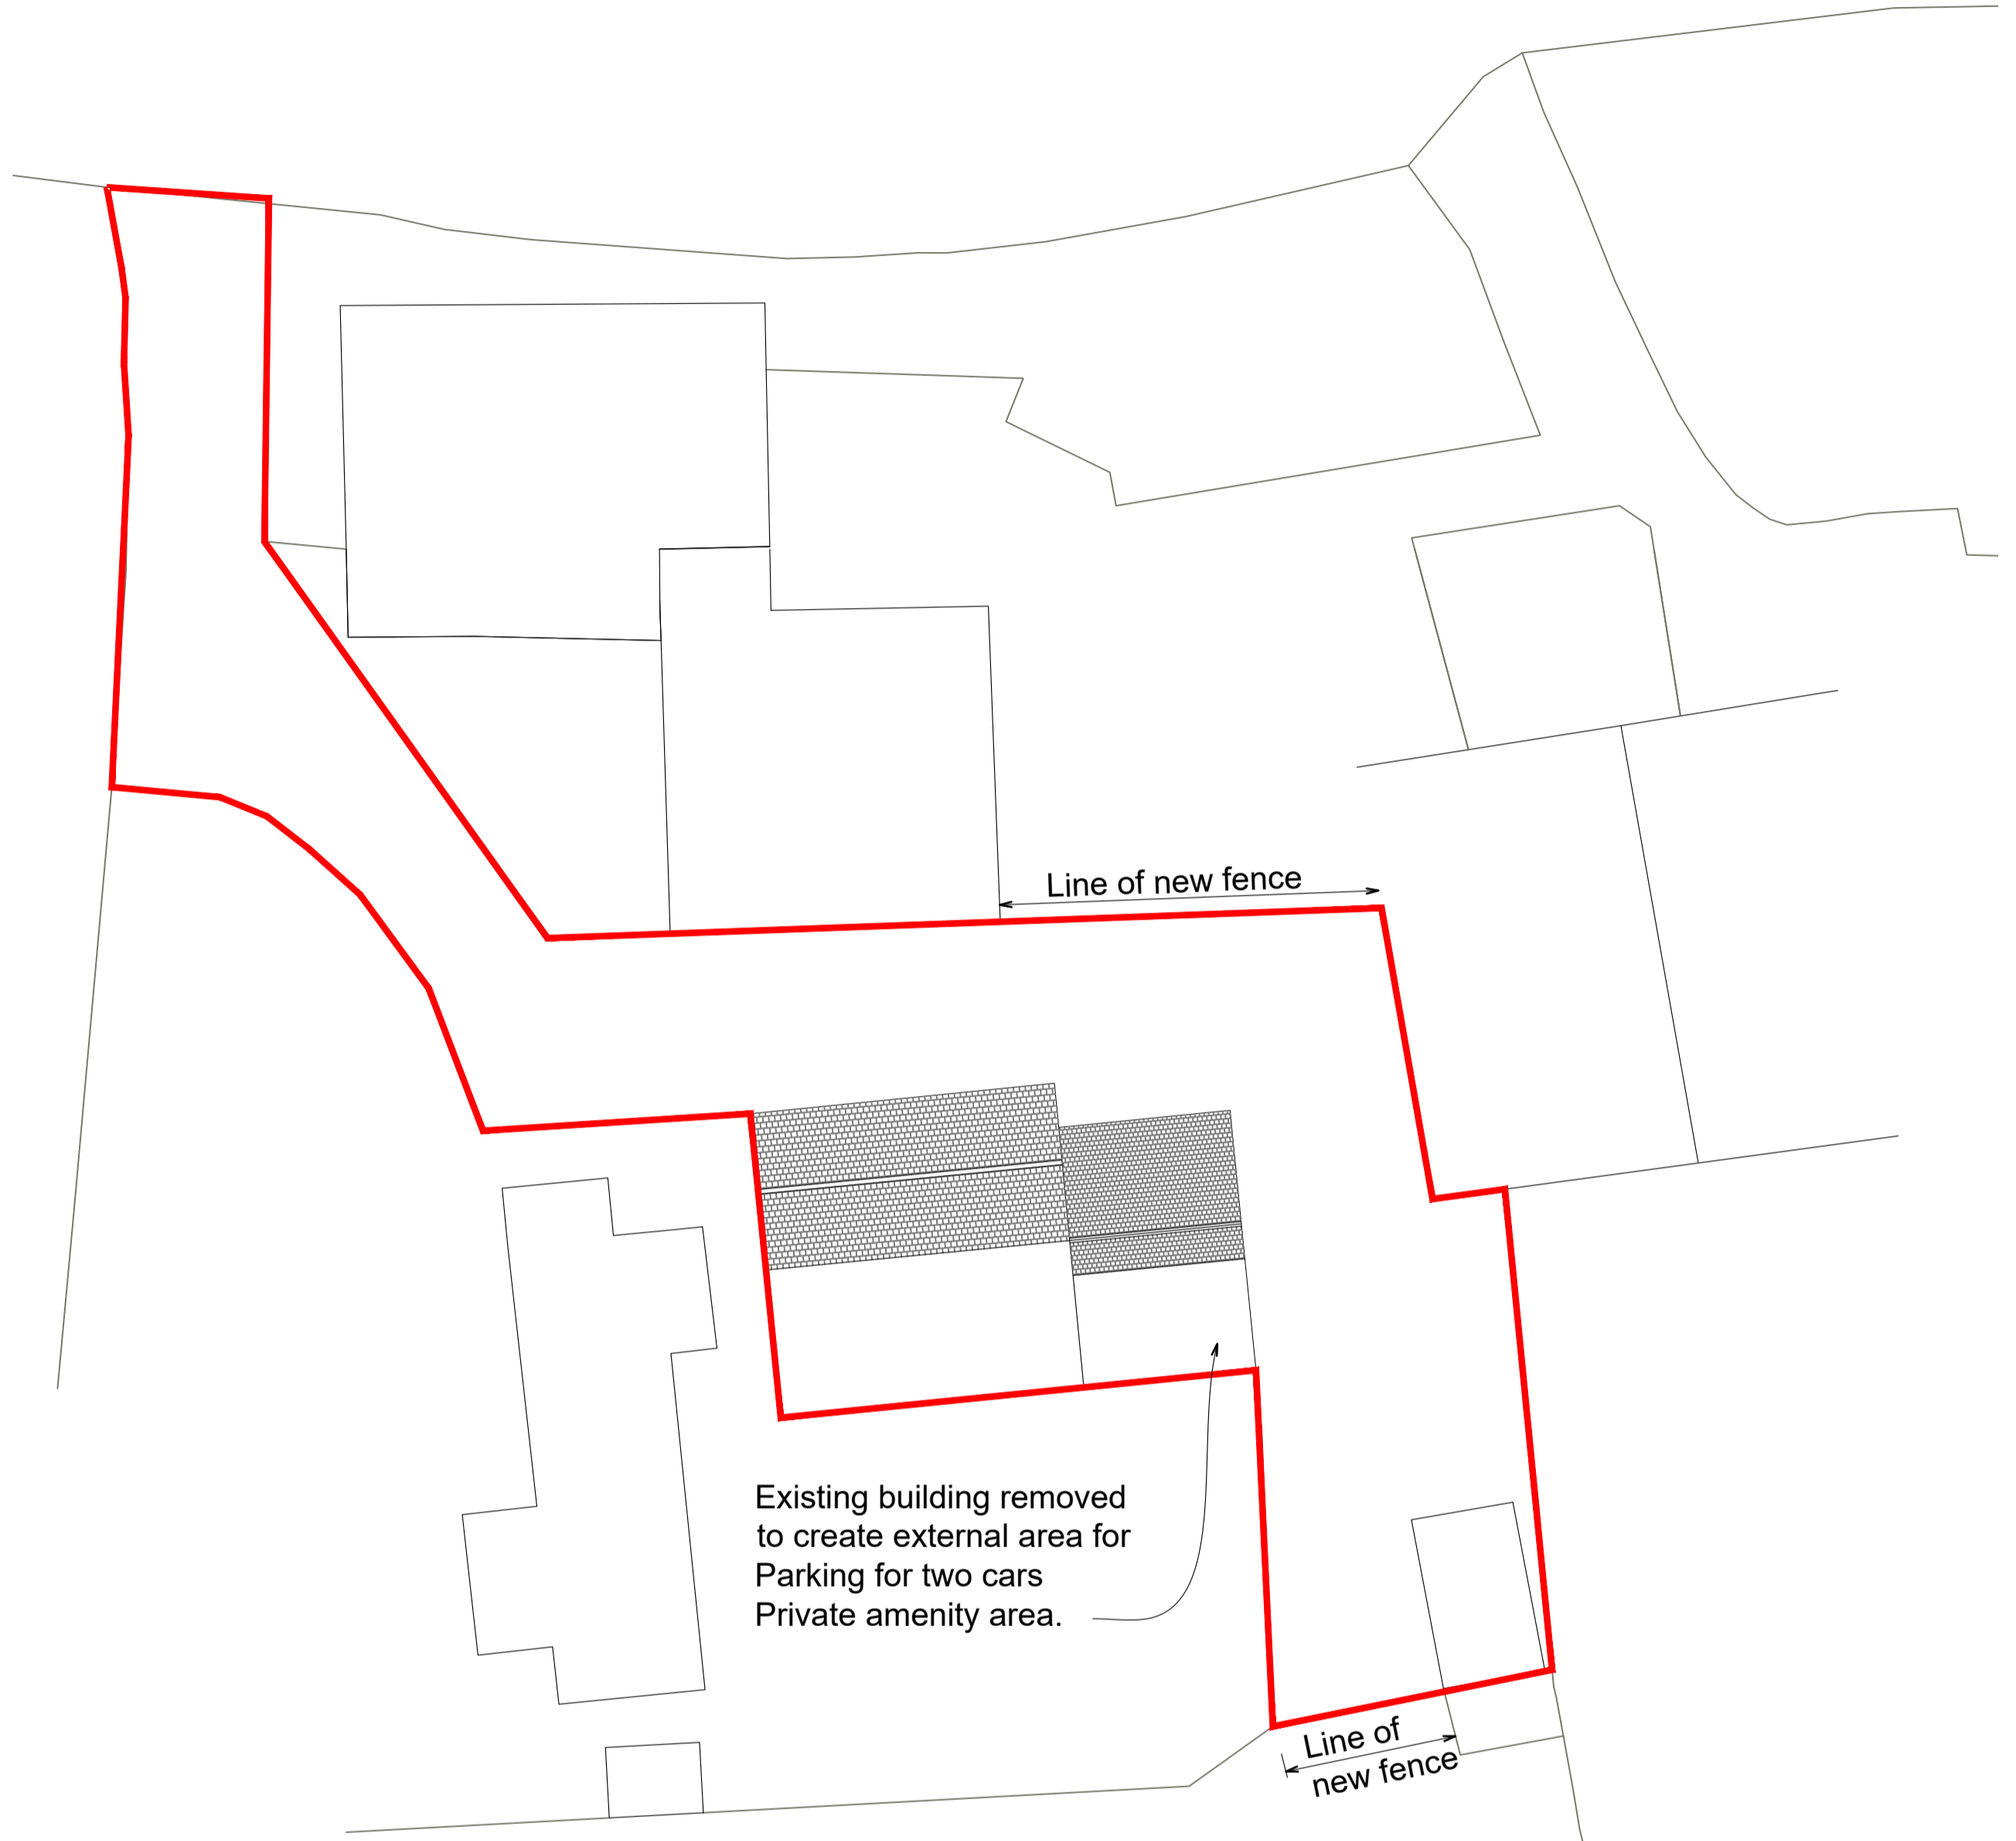 Line of new fence
Existing building removed
to create external area for
Parking for two cars
Private amenity area.
Line of
new fence